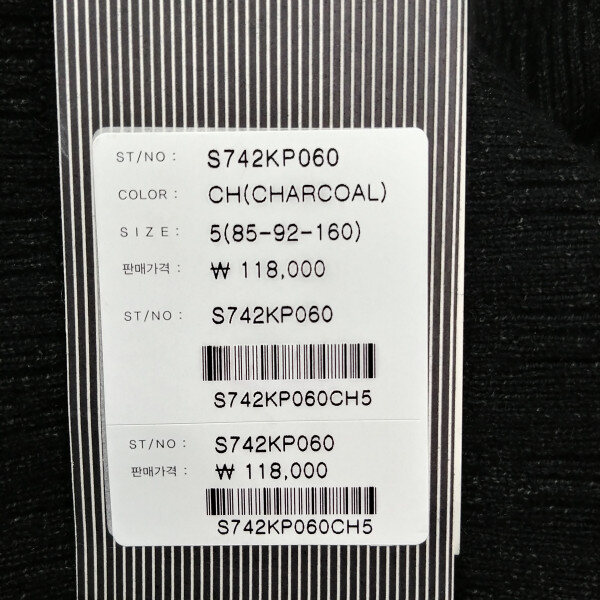 ST/NO : S742KP060
COLOR : CH(CHARCOAL)
SIZE : 5(85-92-160)
판매가격 : ₩ 118,000
ST/NO : S742KP060
S742KP060CH5
ST/NO : S742KP060
판매가격 : ₩ 118,000
S742KP060CH5